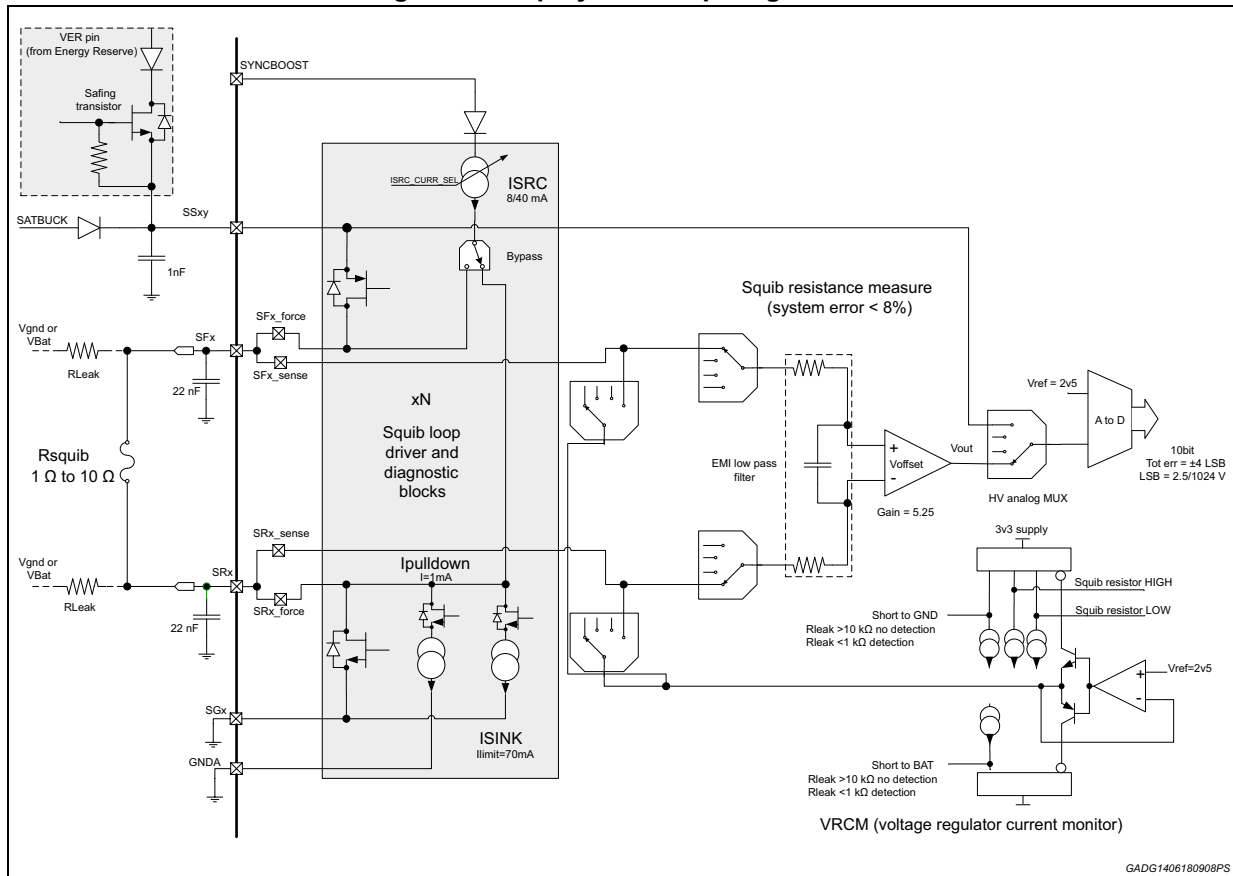 VER pin
(from Energy Reserve)
Safing
transistor
SYNCBOOST
ISRC_CURR_SEL
ISRC
8/40 mA
SATBUCK
SSxy
1nF
Bypass
Squib resistance measure
(system error < 8%)
Vgnd or
VBat
RLeak
SFx
22 nF
SFx_force
SFx_sense
xN
Squib loop
driver and
diagnostic
blocks
Rsquib
1 Ω to 10 Ω
EMI low pass
filter
+
Voffset
-
Gain = 5.25
Vout
HV analog MUX
Vref = 2v5
A to D
10bit
Tot err = ±4 LSB
LSB = 2.5/1024 V
SRx_sense
SRx_force
Vgnd or
VBat
RLeak
SRx
22 nF
Ipulldown
I=1mA
3v3 supply
Squib resistor HIGH
Squib resistor LOW
Short to GND
Rleak >10 kΩ no detection
Rleak <1 kΩ detection
+
-
Vref=2v5
SGx
ISINK
Ilimit=70mA
GNDA
Short to BAT
Rleak >10 kΩ no detection
Rleak <1 kΩ detection
VRCM (voltage regulator current monitor)
GADG1406180908PS